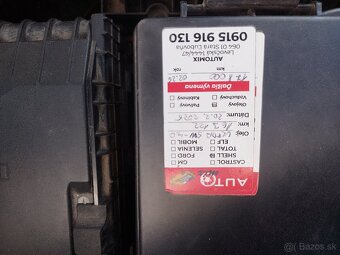 AUTO
CASTROL
GM
SHELL
FORD
TOTAL
SELENIA
ELF
MOBIL
Olej:
km:
Dátum:
Olejový
Palivový
Vzduchový
Kabínový
Ďalšia výmena
km
rok
AUTOMIX
Levočská 1444/47
064 01 Stará Ľubovňa
0915 916 130
© Bazos.sk